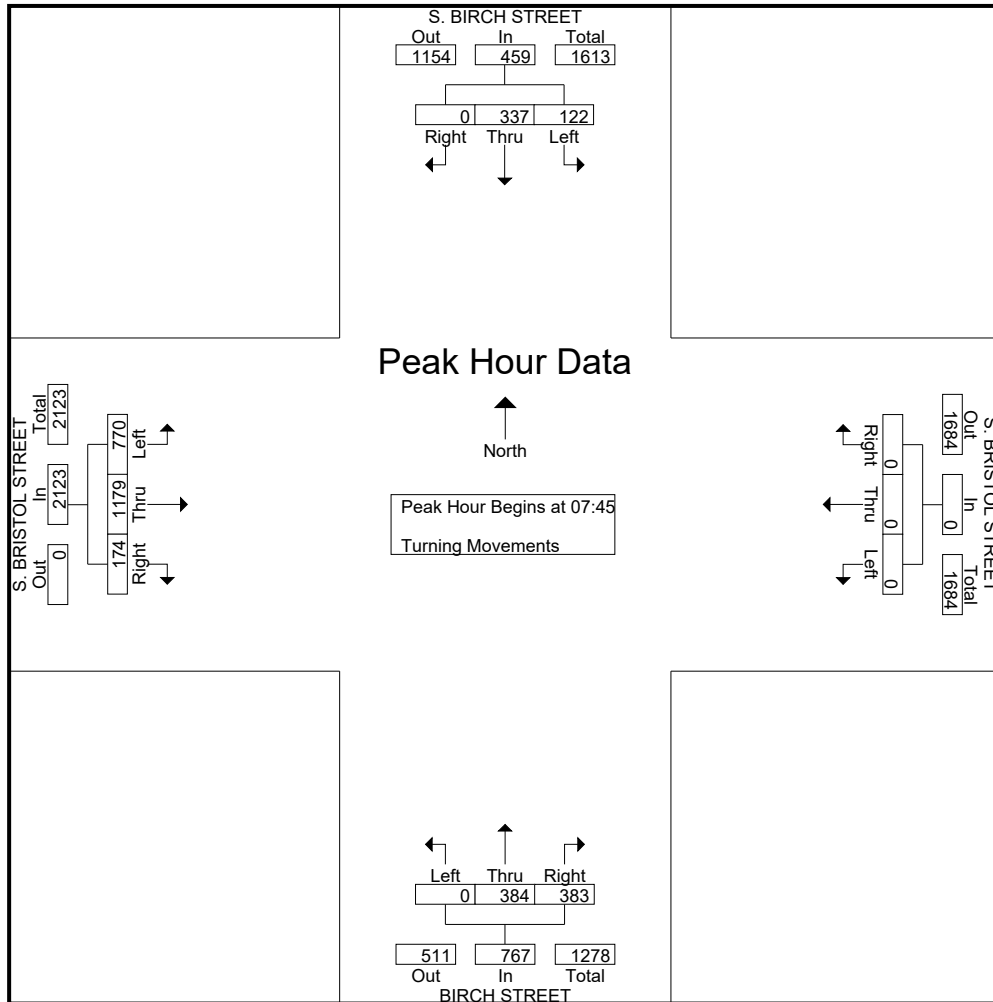 S. BIRCH STREET
Out In Total
1154 459 1613
0 337 122
Right Thru Left
Peak Hour Data
North
Peak Hour Begins at 07:45
Turning Movements
S. BRISTOL STREET
Total In Out
2123 2123 0
770 1179 174
Left Thru Right
S. BRISTOL STREET
Out In Total
1684 0 1684
Right Thru Left
0 0 0
Left Thru Right
0 384 383
511 767 1278
Out In Total
BIRCH STREET